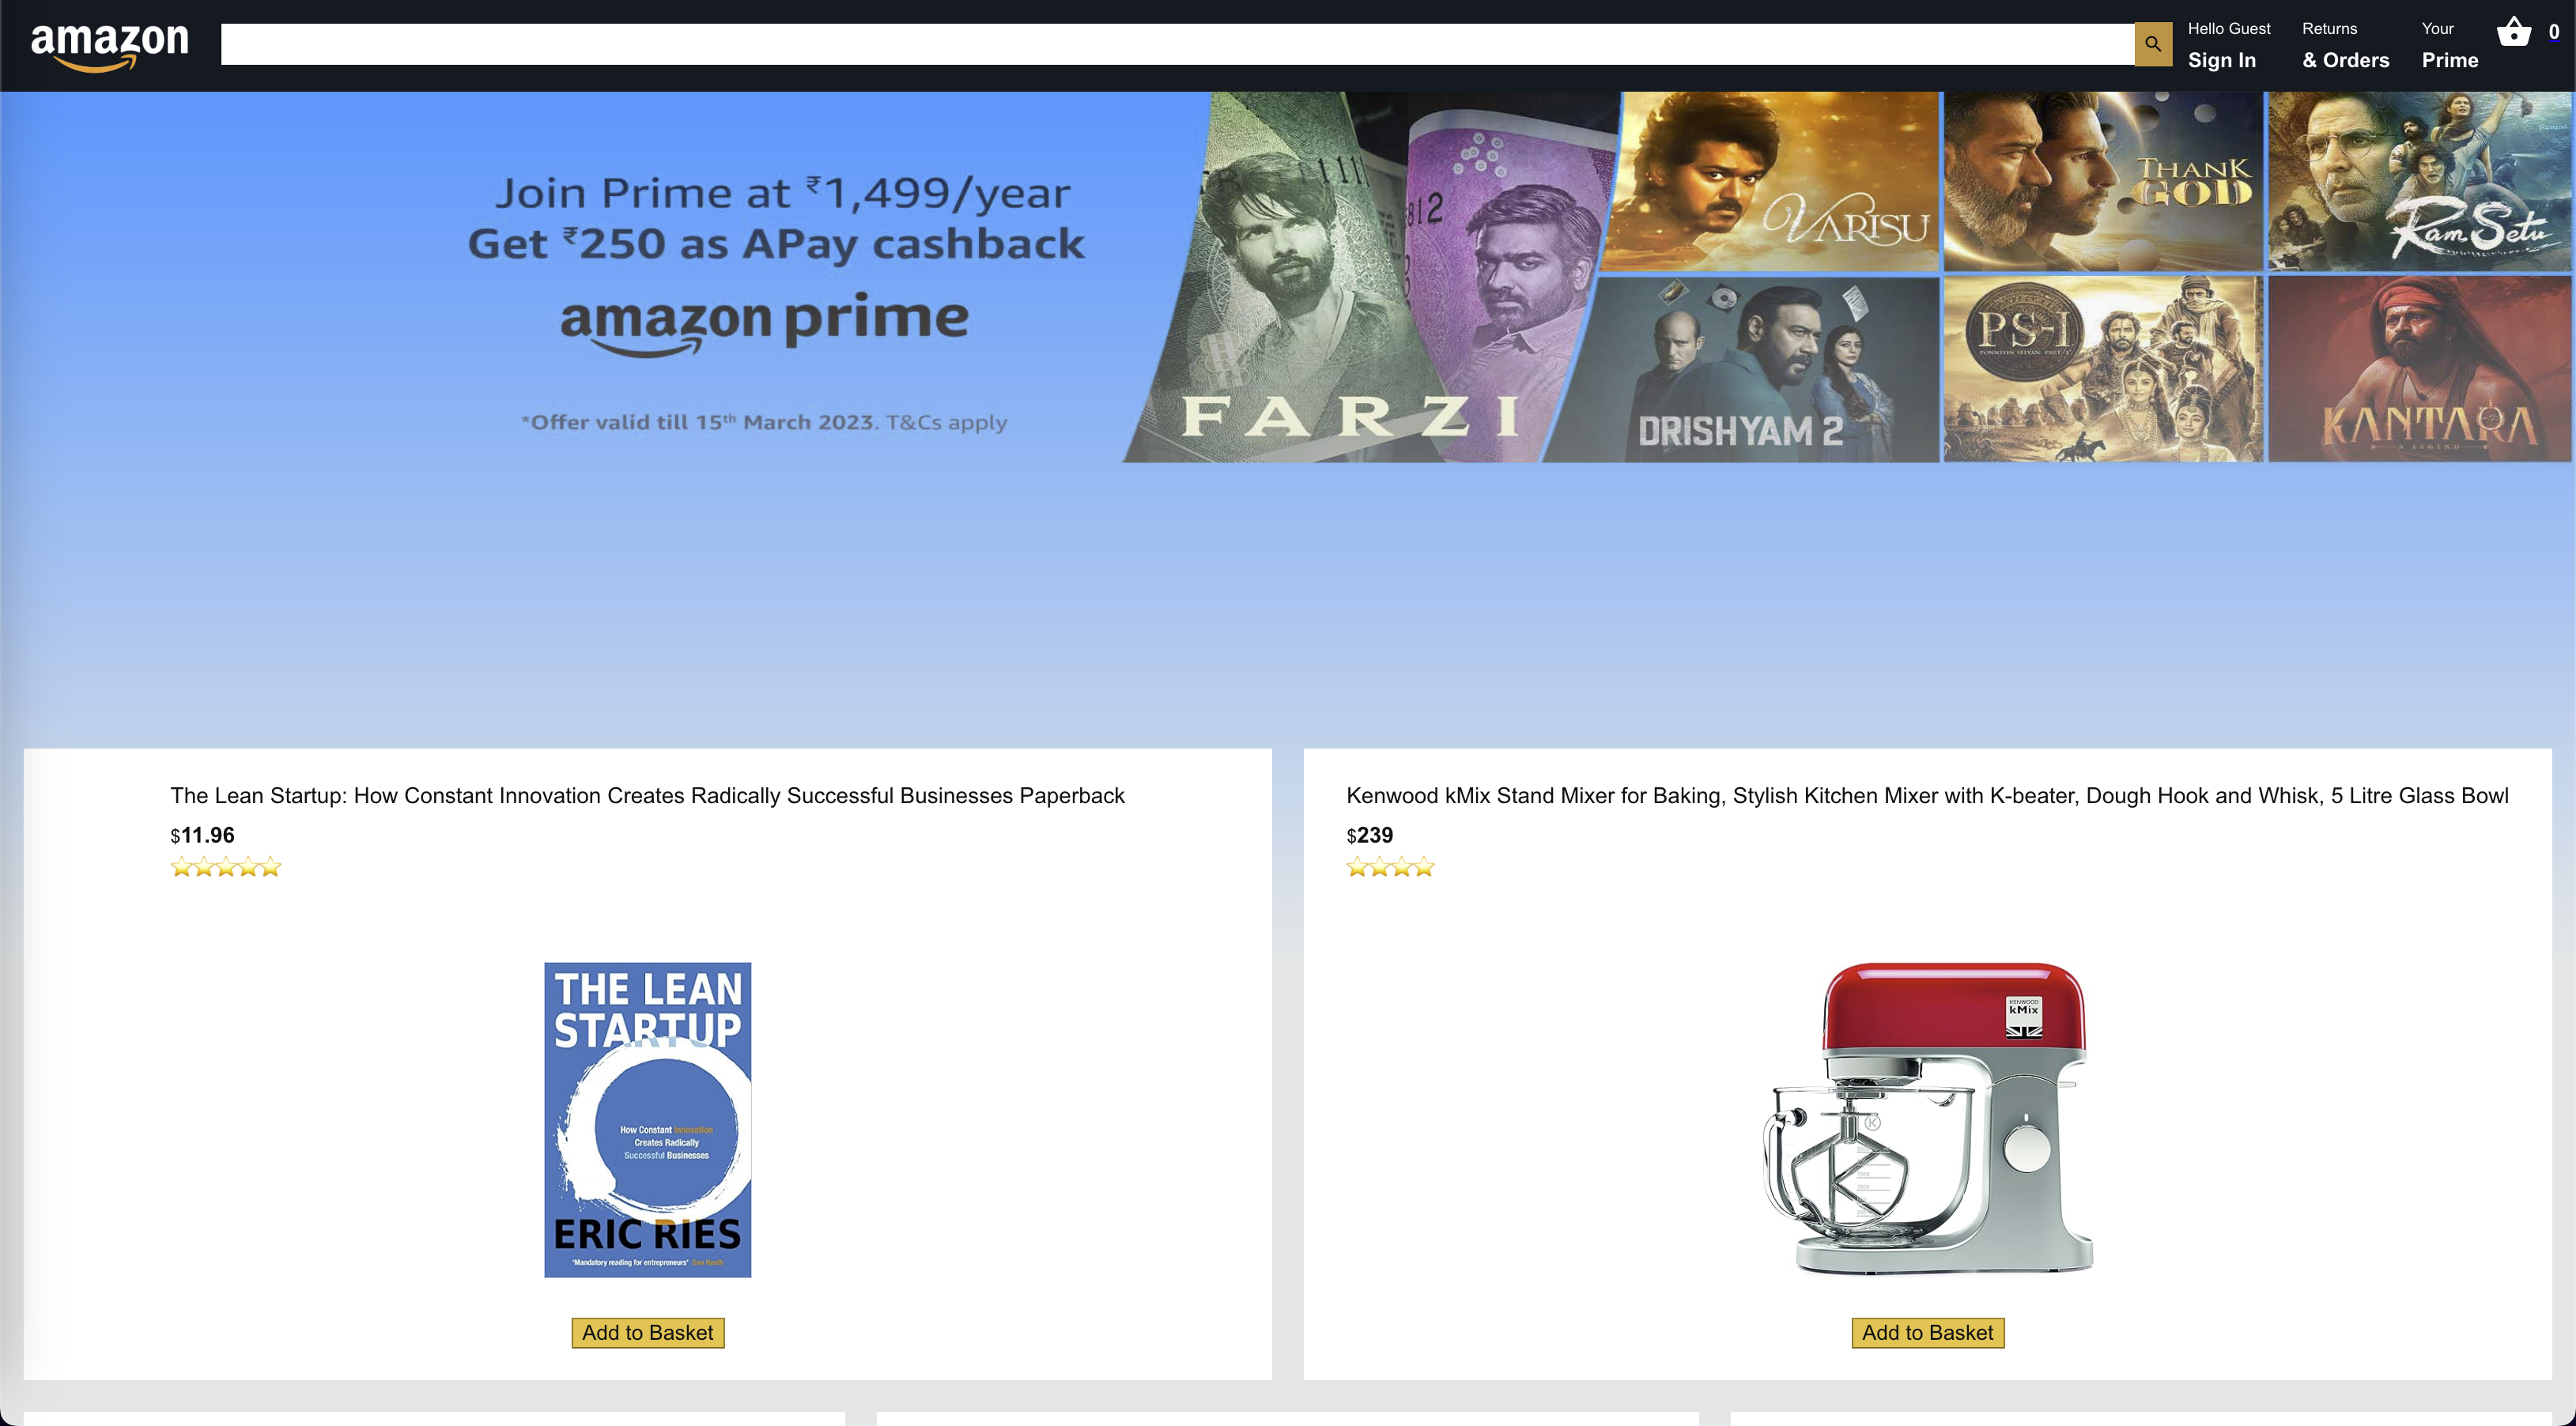 amazon
Hello Guest
Sign In
Returns
& Orders
Your
Prime
0
Join Prime at ₹1,499/year
Get ₹250 as APay cashback
amazon prime
*Offer valid till 15th March 2023. T&Cs apply
FARZI
VARISU
THANK GOD
Ram Setu
DRISHYAM 2
PS-I
KANTARA
A LEGEND
The Lean Startup: How Constant Innovation Creates Radically Successful Businesses Paperback
$11.96
THE LEAN
STARTUP
How Constant Innovation
Creates Radically
Successful Businesses
ERIC RIES
'Mandatory reading for entrepreneurs' Dan Heath
Add to Basket
Kenwood kMix Stand Mixer for Baking, Stylish Kitchen Mixer with K-beater, Dough Hook and Whisk, 5 Litre Glass Bowl
$239
KENWOOD
kMix
Add to Basket